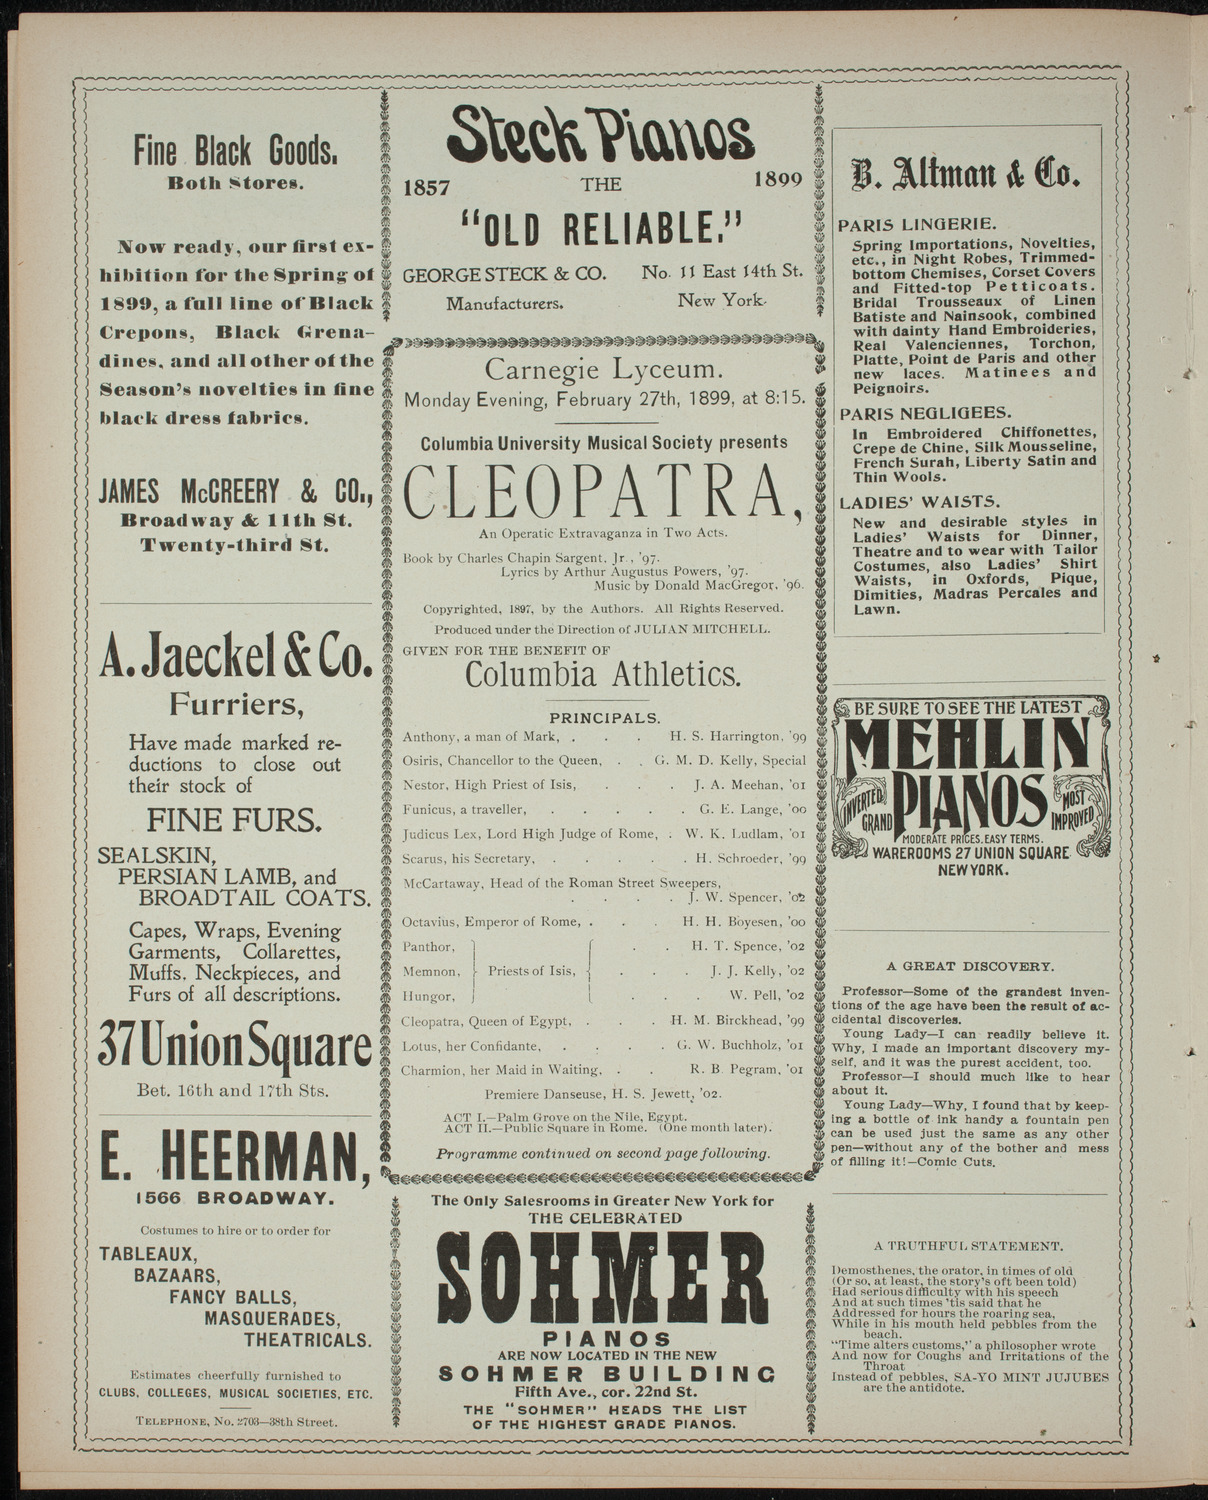 Fine Black Goods.
Both Stores.
Now ready, our first ex-
hibition for the Spring of
1899, a full line of Black
Crepons, Black Grena-
dines, and all other of the
Season's novelties in fine
black dress fabrics.
JAMES McCREERY & CO.,
Broadway & 11th St.
Twenty-third St.
A. Jaeckel & Co.
Furriers,
Have made marked re-
ductions to close out
their stock of
FINE FURS.
SEALSKIN,
PERSIAN LAMB, and
BROADTAIL COATS.
Capes, Wraps, Evening
Garments, Collarettes,
Muffs, Neckpieces, and
Furs of all descriptions.
37 Union Square
Bet. 16th and 17th Sts.
E. HEERMAN,
1566 BROADWAY.
Costumes to hire or to order for
TABLEAUX,
BAZAARS,
FANCY BALLS,
MASQUERADES,
THEATRICALS.
Estimates cheerfully furnished to
CLUBS, COLLEGES, MUSICAL SOCIETIES, ETC.
TELEPHONE, No. 2703—38th Street.
Steck Pianos
1857 THE 1899
"OLD RELIABLE."
GEORGE STECK & CO. No. 11 East 14th St.
Manufacturers. New York.
Carnegie Lyceum.
Monday Evening, February 27th, 1899, at 8:15.
Columbia University Musical Society presents
CLEOPATRA,
An Operatic Extravaganza in Two Acts.
Book by Charles Chapin Sargent, Jr., '97.
Lyrics by Arthur Augustus Powers, '97.
Music by Donald MacGregor, '96.
Copyrighted, 1897, by the Authors. All Rights Reserved.
Produced under the Direction of JULIAN MITCHELL.
GIVEN FOR THE BENEFIT OF
Columbia Athletics.
PRINCIPALS.
Anthony, a man of Mark, . . . H. S. Harrington, '99
Osiris, Chancellor to the Queen, . . G. M. D. Kelly, Special
Nestor, High Priest of Isis, . . . J. A. Meehan, '01
Funicus, a traveller, . . . . . G. E. Lange, '00
Judicus Lex, Lord High Judge of Rome, . W. K. Ludlam, '01
Scarus, his Secretary, . . . . . H. Schroeder, '99
McCartaway, Head of the Roman Street Sweepers,
. . . . J. W. Spencer, '02
Octavius, Emperor of Rome, . . . H. H. Boyesen, '00
Panthor, . . H. T. Spence, '02
Memnon, } Priests of Isis, { . . . J. J. Kelly, '02
Hungor, . . . W. Pell, '02
Cleopatra, Queen of Egypt, . . . H. M. Birckhead, '99
Lotus, her Confidante, . . . . . G. W. Buchholz, '01
Charmion, her Maid in Waiting, . . R. B. Pegram, '01
Premiere Danseuse, H. S. Jewett, '02.
ACT I.—Palm Grove on the Nile, Egypt.
ACT II.—Public Square in Rome. (One month later).
Programme continued on second page following.
The Only Salesrooms in Greater New York for
THE CELEBRATED
SOHMER
PIANOS
ARE NOW LOCATED IN THE NEW
SOHMER BUILDING
Fifth Ave., cor. 22nd St.
THE "SOHMER" HEADS THE LIST
OF THE HIGHEST GRADE PIANOS.
B. Altman & Co.
PARIS LINGERIE.
Spring Importations, Novelties,
etc., in Night Robes, Trimmed-
bottom Chemises, Corset Covers
and Fitted-top Petticoats.
Bridal Trousseaux of Linen
Batiste and Nainsook, combined
with dainty Hand Embroideries,
Real Valenciennes, Torchon,
Platte, Point de Paris and other
new laces. Matinees and
Peignoirs.
PARIS NEGLIGEES.
In Embroidered Chiffonettes,
Crepe de Chine, Silk Mousseline,
French Surah, Liberty Satin and
Thin Wools.
LADIES' WAISTS.
New and desirable styles in
Ladies' Waists for Dinner,
Theatre and to wear with Tailor
Costumes, also Ladies' Shirt
Waists, in Oxfords, Pique,
Dimities, Madras Percales and
Lawn.
BE SURE TO SEE THE LATEST
MEHLIN
PIANOS
INVERTED
GRAND
MOST
IMPROVED
MODERATE PRICES. EASY TERMS.
WAREROOMS 27 UNION SQUARE
NEW YORK.
A GREAT DISCOVERY.
Professor—Some of the grandest inven-
tions of the age have been the result of ac-
cidental discoveries.
Young Lady—I can readily believe it.
Why, I made an important discovery my-
self, and it was the purest accident, too.
Professor—I should much like to hear
about it.
Young Lady—Why, I found that by keep-
ing a bottle of ink handy a fountain pen
can be used just the same as any other
pen—without any of the bother and mess
of filling it!—Comic Cuts.
A TRUTHFUL STATEMENT.
Demosthenes, the orator, in times of old
(Or so, at least, the story's oft been told)
Had serious difficulty with his speech
And at such times 'tis said that he
Addressed for hours the roaring sea,
While in his mouth held pebbles from the
beach.
"Time alters customs," a philosopher wrote
And now for Coughs and Irritations of the
Throat
Instead of pebbles, SA-YO MINT JUJUBES
are the antidote.